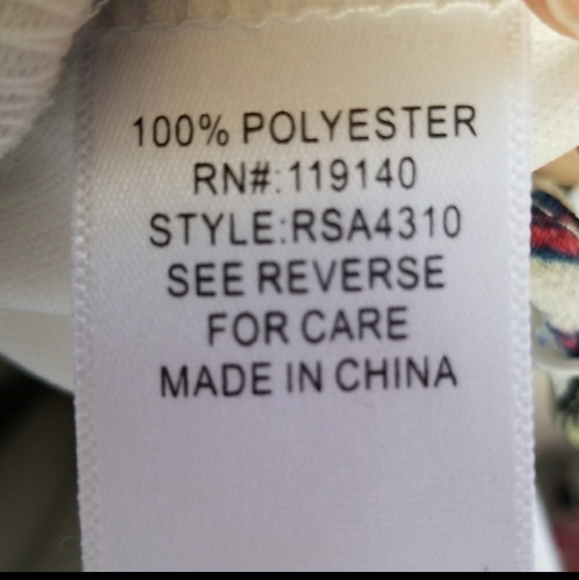 100% POLYESTER
RN#:119140
STYLE:RSA4310
SEE REVERSE
FOR CARE
MADE IN CHINA